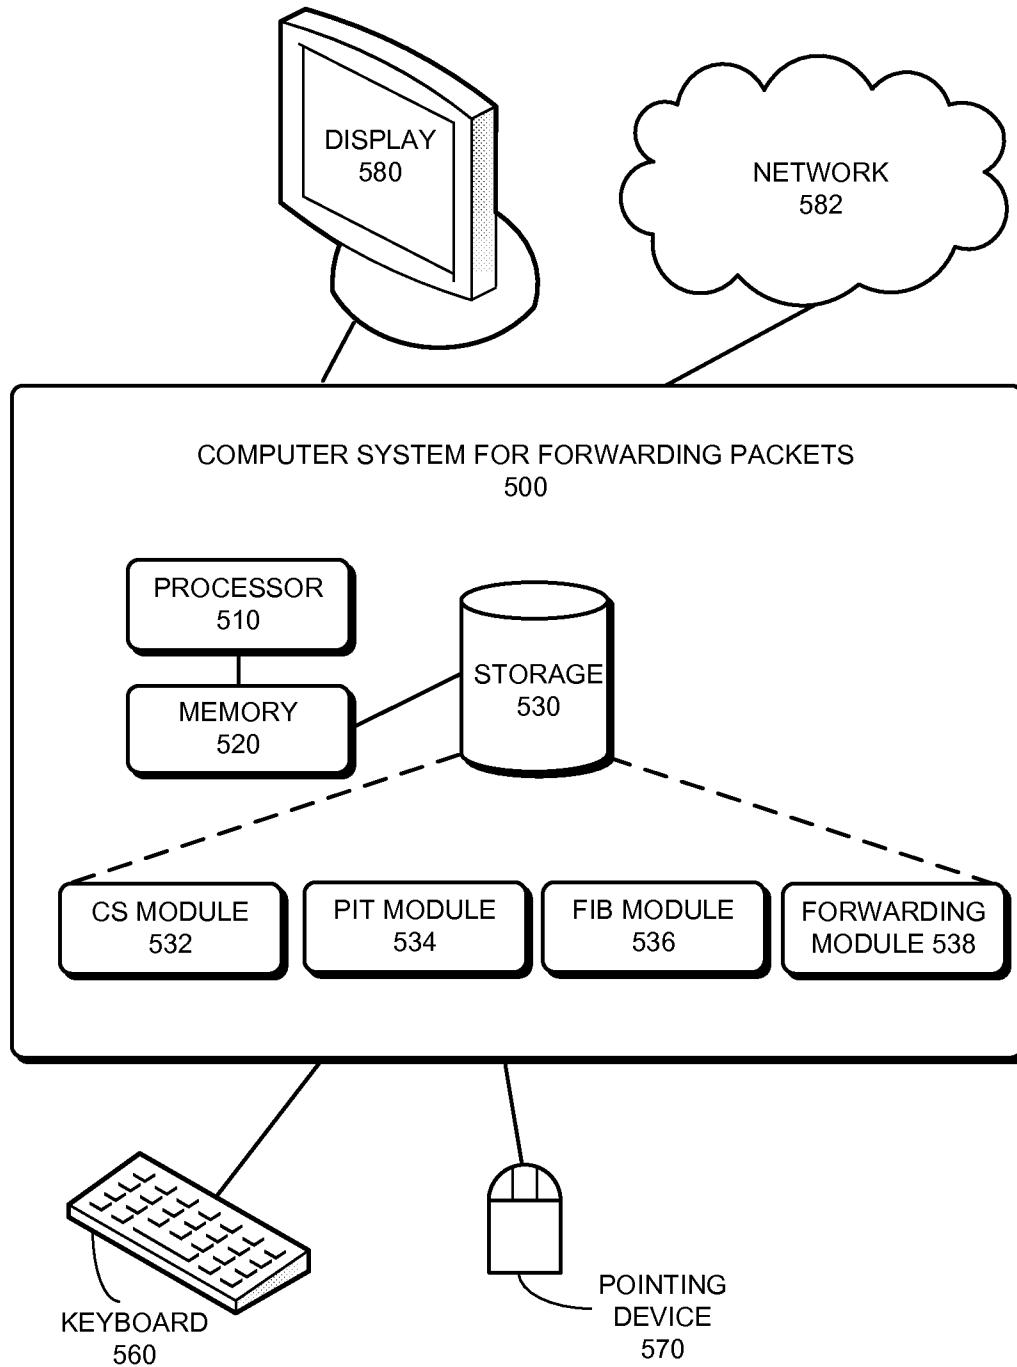 DISPLAY
580
NETWORK
582
COMPUTER SYSTEM FOR FORWARDING PACKETS
500
PROCESSOR
510
MEMORY
520
STORAGE
530
CS MODULE
532
PIT MODULE
534
FIB MODULE
536
FORWARDING
MODULE 538
KEYBOARD
560
POINTING
DEVICE
570